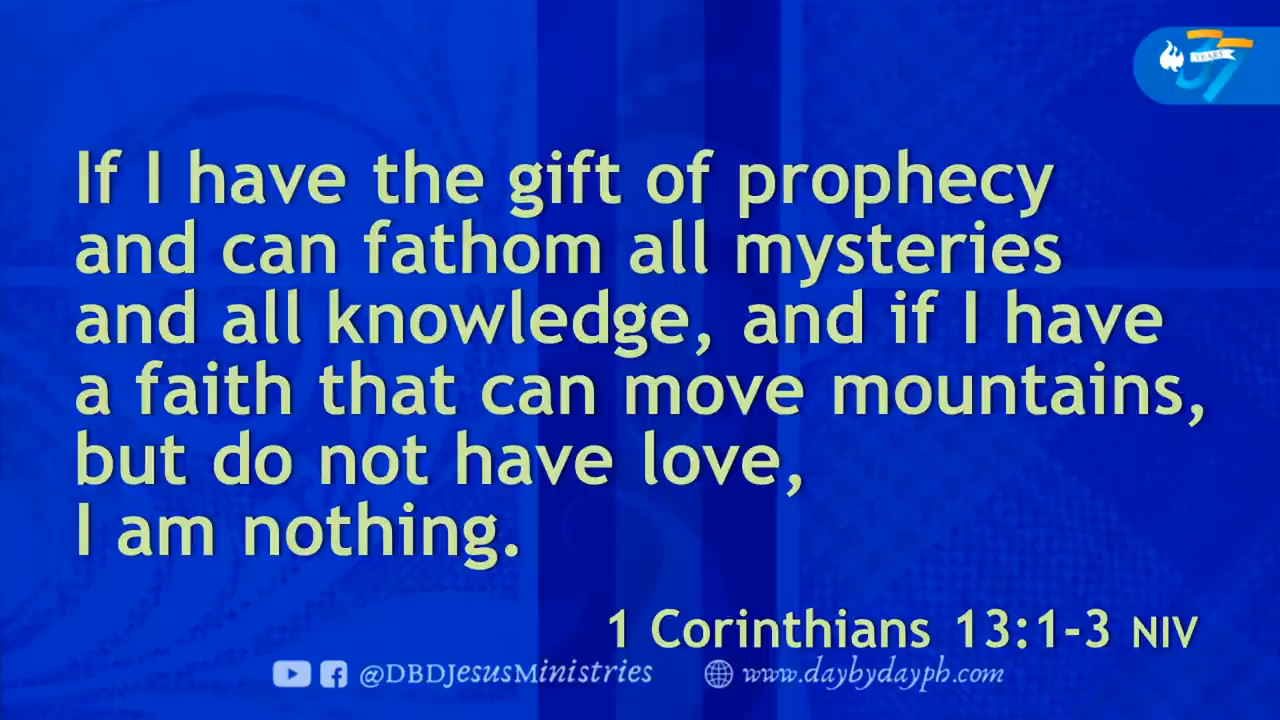 37
YEARS
If I have the gift of prophecy
and can fathom all mysteries
and all knowledge, and if I have
a faith that can move mountains,
but do not have love,
I am nothing.
1 Corinthians 13:1-3 NIV
@DBDJesusMinistries www.daybydayph.com